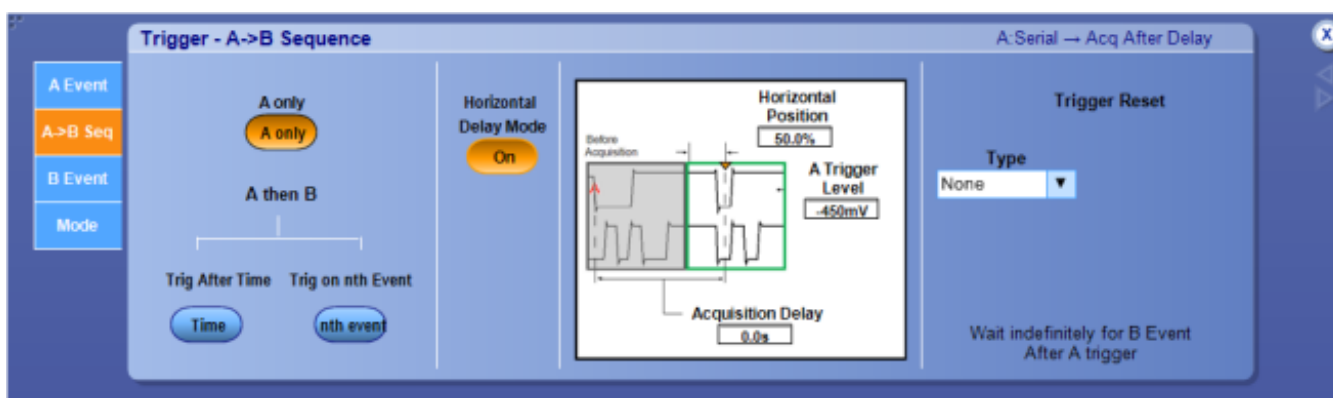 Trigger - A->B Sequence
A:Serial → Acq After Delay
X
A Event
A->B Seq
B Event
Mode
A only
A only
A then B
Trig After Time
Trig on nth Event
Time
nth event
Horizontal
Delay Mode
On
Before
Acquisition
Horizontal
Position
50.0%
A
A Trigger
Level
-450mV
Acquisition Delay
0.0s
Trigger Reset
Type
None
Wait indefinitely for B Event
After A trigger